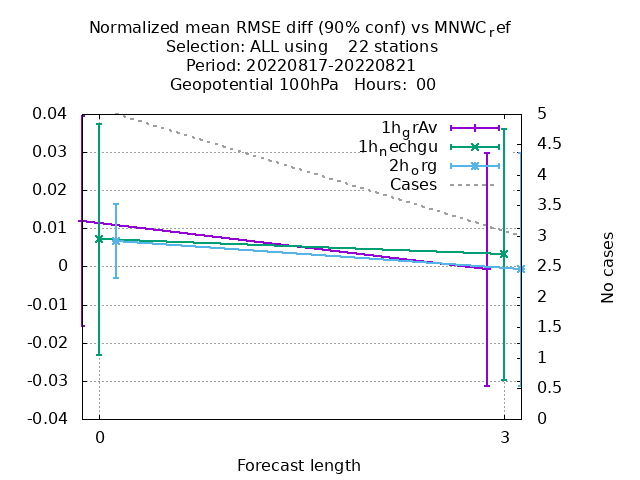 Normalized mean RMSE diff (90% conf) vs MNWC_ref
Selection: ALL using    22 stations
Period: 20220817-20220821
Geopotential 100hPa   Hours:  00
1h_grAv
1h_nechgu
2h_org
Cases
0.04
0.03
0.02
0.01
0
-0.01
-0.02
-0.03
-0.04
5
4.5
4
3.5
3
2.5
2
1.5
1
0.5
0
No cases
0
3
Forecast length